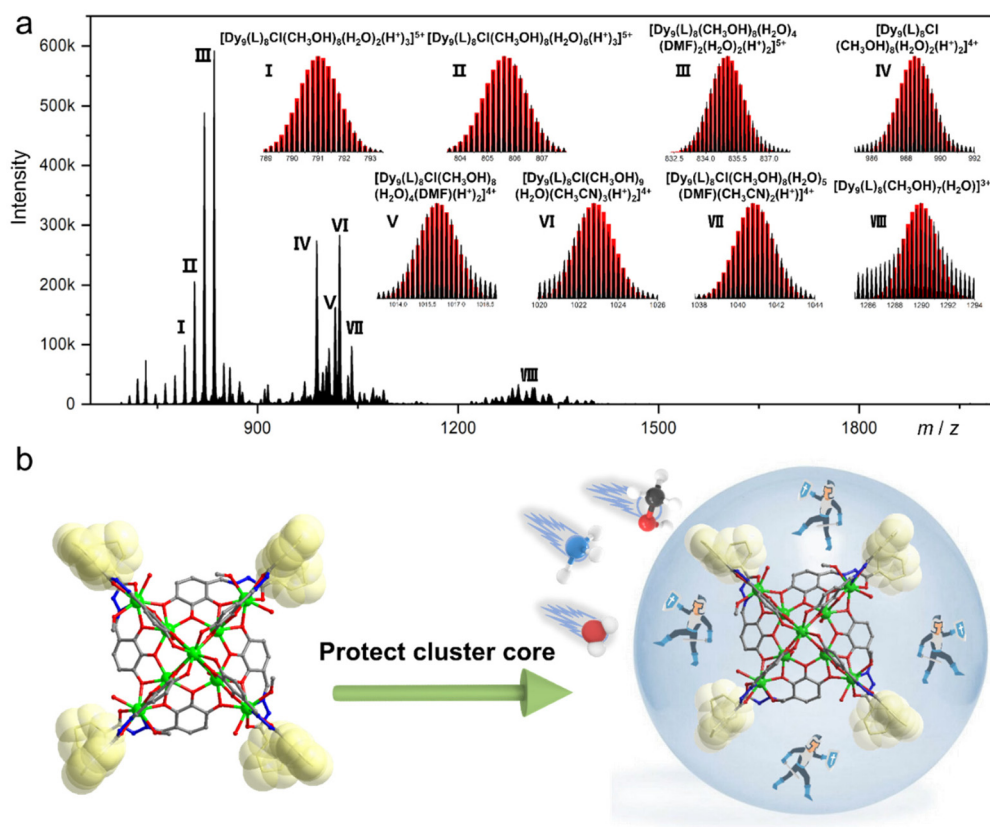 a
[Dy₉(L)₈Cl(CH₃OH)₈(H₂O)₂(H⁺)₃]⁵⁺
[Dy₉(L)₈Cl(CH₃OH)₈(H₂O)₆(H⁺)₃]⁵⁺
[Dy₉(L)₈(CH₃OH)₈(H₂O)₄
(DMF)₂(H₂O)₂(H⁺)₂]⁵⁺
[Dy₉(L)₈Cl
(CH₃OH)₈(H₂O)₂(H⁺)₂]⁴⁺
I
II
III
IV
789 790 791 792 793
804 805 806 807
832.5 834.0 835.5 837.0
986 988 990 992
[Dy₉(L)₈Cl(CH₃OH)₈
(H₂O)₄(DMF)(H⁺)₂]⁴⁺
[Dy₉(L)₈Cl(CH₃OH)₉
(H₂O)(CH₃CN)₃(H⁺)₂]⁴⁺
[Dy₉(L)₈Cl(CH₃OH)₈(H₂O)₅
(DMF)(CH₃CN)₂(H⁺)]⁴⁺
[Dy₉(L)₈(CH₃OH)₇(H₂O)]³⁺
V
VI
VII
VIII
1014.0 1015.5 1017.0 1018.5
1020 1022 1024 1026
1038 1040 1042 1044
1286 1288 1290 1292 1294
Intensity
600k
500k
400k
300k
200k
100k
0
III
II
I
IV
VI
V
VII
VIII
900 1200 1500 1800
m / z
b
Protect cluster core